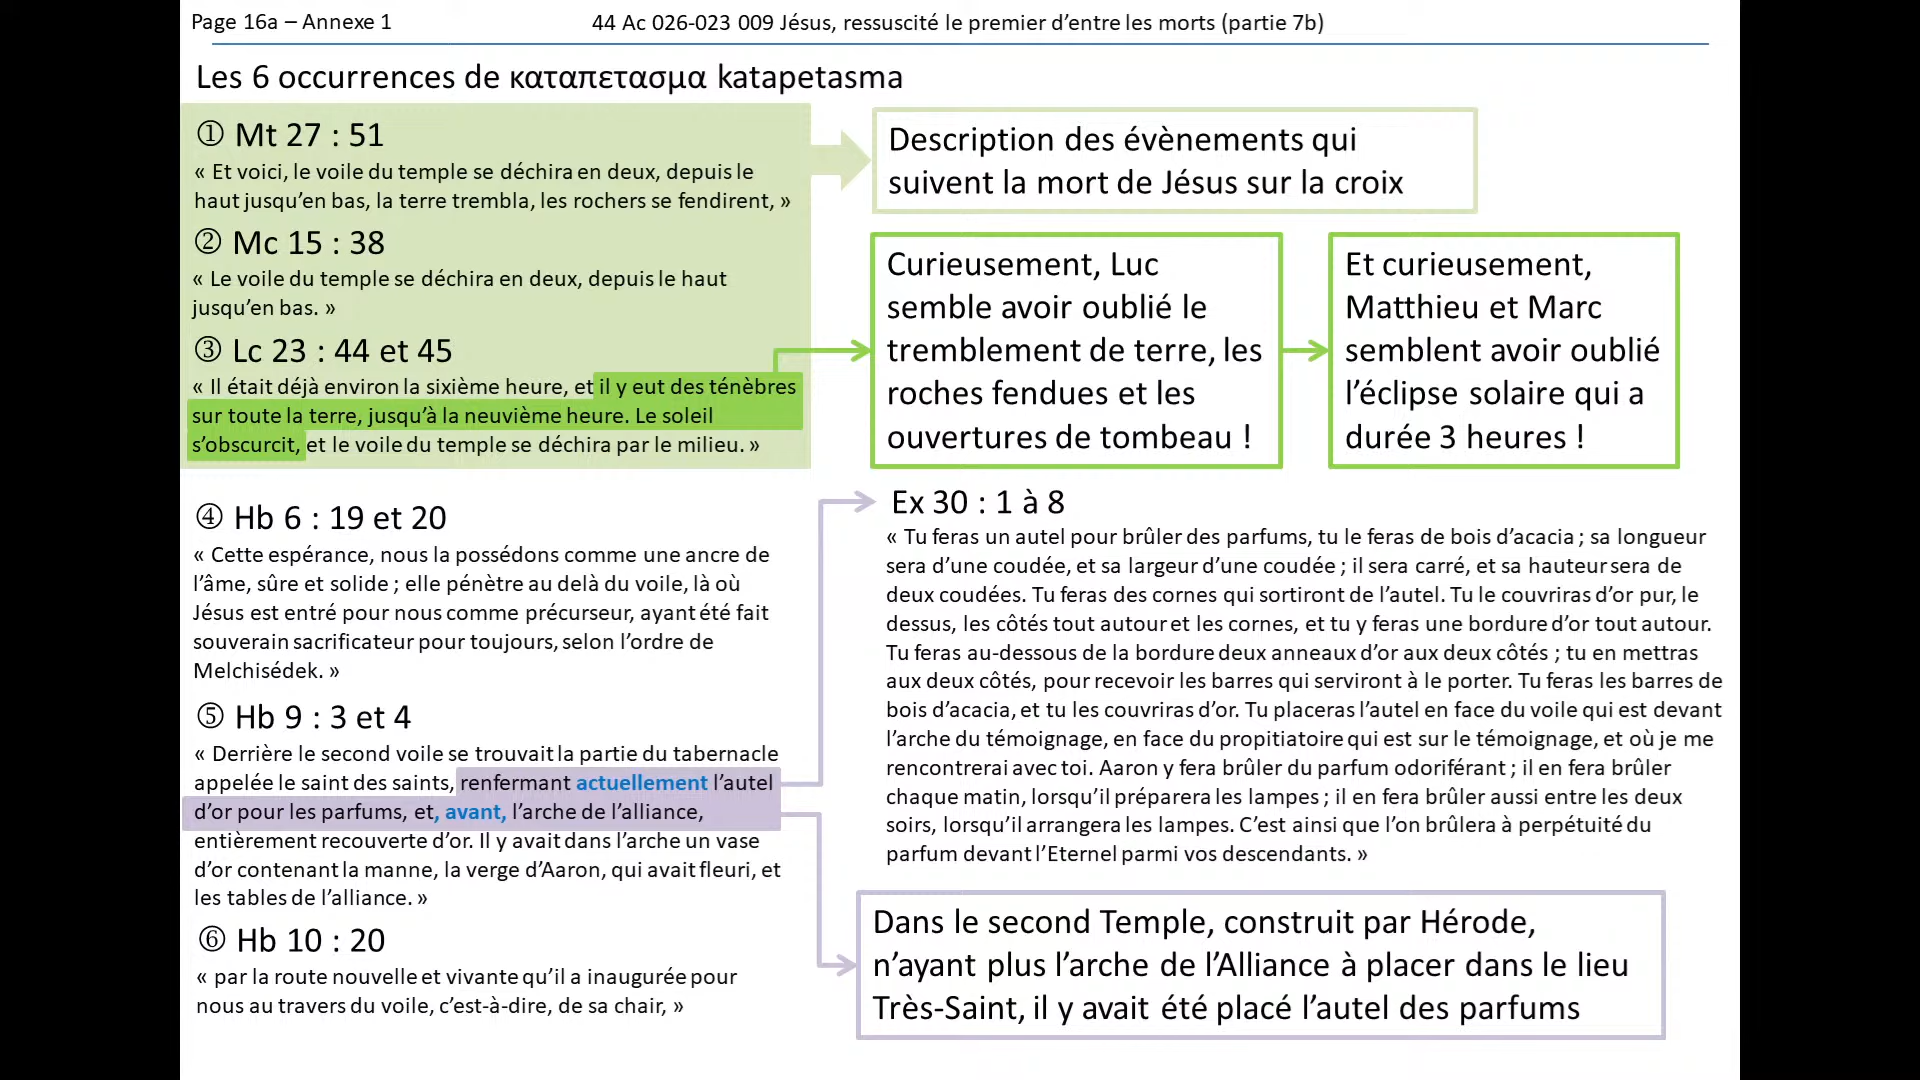 Page 16a – Annexe 1
44 Ac 026-023 009 Jésus, ressuscité le premier d’entre les morts (partie 7b)
Les 6 occurrences de καταπετασμα katapetasma
① Mt 27 : 51
« Et voici, le voile du temple se déchira en deux, depuis le
haut jusqu’en bas, la terre trembla, les rochers se fendirent, »
② Mc 15 : 38
« Le voile du temple se déchira en deux, depuis le haut
jusqu’en bas. »
③ Lc 23 : 44 et 45
« Il était déjà environ la sixième heure, et il y eut des ténèbres
sur toute la terre, jusqu’à la neuvième heure. Le soleil
s’obscurcit, et le voile du temple se déchira par le milieu. »
Description des évènements qui
suivent la mort de Jésus sur la croix
Curieusement, Luc
semble avoir oublié le
tremblement de terre, les
roches fendues et les
ouvertures de tombeau !
Et curieusement,
Matthieu et Marc
semblent avoir oublié
l’éclipse solaire qui a
durée 3 heures !
④ Hb 6 : 19 et 20
« Cette espérance, nous la possédons comme une ancre de
l’âme, sûre et solide ; elle pénètre au delà du voile, là où
Jésus est entré pour nous comme précurseur, ayant été fait
souverain sacrificateur pour toujours, selon l’ordre de
Melchisédek. »
⑤ Hb 9 : 3 et 4
« Derrière le second voile se trouvait la partie du tabernacle
appelée le saint des saints, renfermant actuellement l’autel
d’or pour les parfums, et, avant, l’arche de l’alliance,
entièrement recouverte d’or. Il y avait dans l’arche un vase
d’or contenant la manne, la verge d’Aaron, qui avait fleuri, et
les tables de l’alliance. »
⑥ Hb 10 : 20
« par la route nouvelle et vivante qu’il a inaugurée pour
nous au travers du voile, c’est-à-dire, de sa chair, »
Ex 30 : 1 à 8
« Tu feras un autel pour brûler des parfums, tu le feras de bois d’acacia ; sa longueur
sera d’une coudée, et sa largeur d’une coudée ; il sera carré, et sa hauteur sera de
deux coudées. Tu feras des cornes qui sortiront de l’autel. Tu le couvriras d’or pur, le
dessus, les côtés tout autour et les cornes, et tu y feras une bordure d’or tout autour.
Tu feras au-dessous de la bordure deux anneaux d’or aux deux côtés ; tu en mettras
aux deux côtés, pour recevoir les barres qui serviront à le porter. Tu feras les barres de
bois d’acacia, et tu les couvriras d’or. Tu placeras l’autel en face du voile qui est devant
l’arche du témoignage, en face du propitiatoire qui est sur le témoignage, et où je me
rencontrerai avec toi. Aaron y fera brûler du parfum odoriférant ; il en fera brûler
chaque matin, lorsqu’il préparera les lampes ; il en fera brûler aussi entre les deux
soirs, lorsqu’il arrangera les lampes. C’est ainsi que l’on brûlera à perpétuité du
parfum devant l’Eternel parmi vos descendants. »
Dans le second Temple, construit par Hérode,
n’ayant plus l’arche de l’Alliance à placer dans le lieu
Très-Saint, il y avait été placé l’autel des parfums